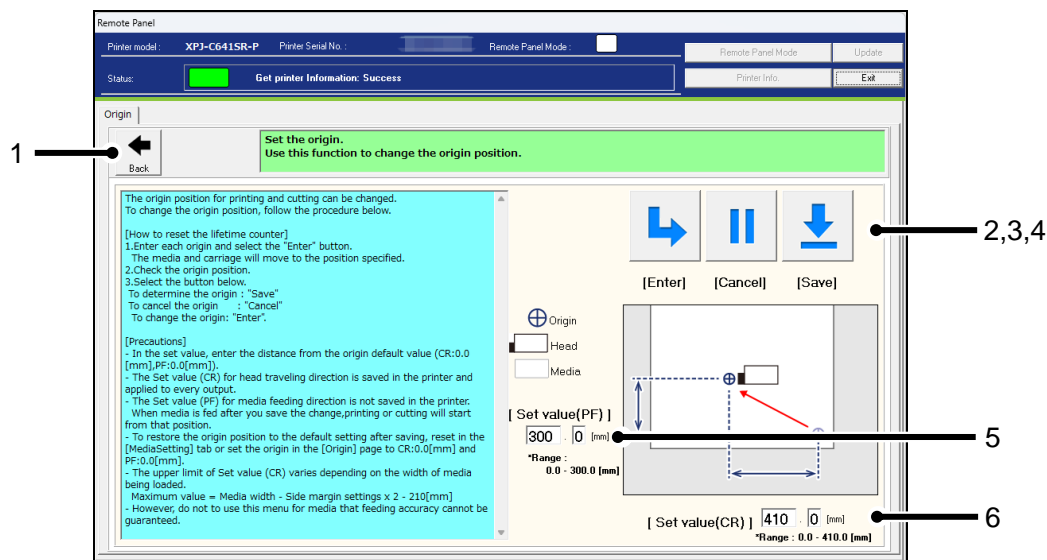 Remote Panel
Printer model : XPJ-C641SR-P Printer Serial No. : Remote Panel Mode :
Remote Panel Mode Update
Status: Get printer Information: Success
Printer Info. Exit
Origin
1
Back
Set the origin.
Use this function to change the origin position.
The origin position for printing and cutting can be changed.
To change the origin position, follow the procedure below.
[How to reset the lifetime counter]
1.Enter each origin and select the "Enter" button.
The media and carriage will move to the position specified.
2.Check the origin position.
3.Select the button below.
To determine the origin : "Save"
To cancel the origin : "Cancel"
To change the origin: "Enter".
[Precautions]
- In the set value, enter the distance from the origin default value (CR:0.0
[mm],PF:0.0[mm]).
- The Set value (CR) for head traveling direction is saved in the printer and
applied to every output.
- The Set value (PF) for media feeding direction is not saved in the printer.
When media is fed after you save the change,printing or cutting will start
from that position.
- To restore the origin position to the default setting after saving, reset in the
[MediaSetting] tab or set the origin in the [Origin] page to CR:0.0[mm] and
PF:0.0[mm].
- The upper limit of Set value (CR) varies depending on the width of media
being loaded.
Maximum value = Media width - Side margin settings x 2 - 210[mm]
- However, do not to use this menu for media that feeding accuracy cannot be
guaranteed.
2,3,4
[Enter] [Cancel] [Save]
Origin
Head
Media
[ Set value(PF) ]
300 . 0 [mm]
*Range :
0.0 - 300.0 [mm]
5
[ Set value(CR) ] 410 . 0 [mm]
*Range : 0.0 - 410.0 [mm]
6